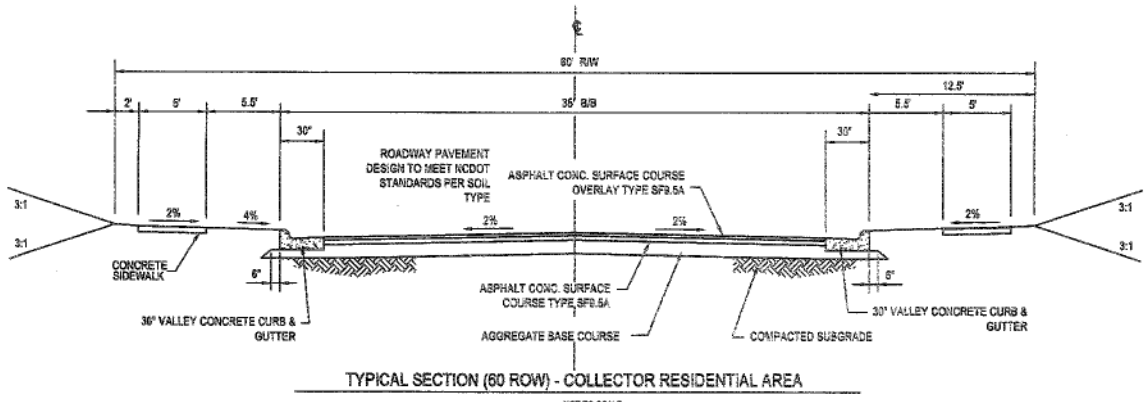 ℄
60' R/W
12.5'
2'
5'
5.5'
35' B/B
5.5'
5'
30"
30"
ROADWAY PAVEMENT
DESIGN TO MEET NCDOT
STANDARDS PER SOIL
TYPE
ASPHALT CONC. SURFACE COURSE
OVERLAY TYPE SF9.5A
3:1
3:1
2%
4%
2%
2%
2%
3:1
3:1
CONCRETE
SIDEWALK
6"
6"
ASPHALT CONC. SURFACE
COURSE TYPE SF9.5A
30" VALLEY CONCRETE CURB &
GUTTER
30" VALLEY CONCRETE CURB &
GUTTER
AGGREGATE BASE COURSE
COMPACTED SUBGRADE
TYPICAL SECTION (60 ROW) - COLLECTOR RESIDENTIAL AREA